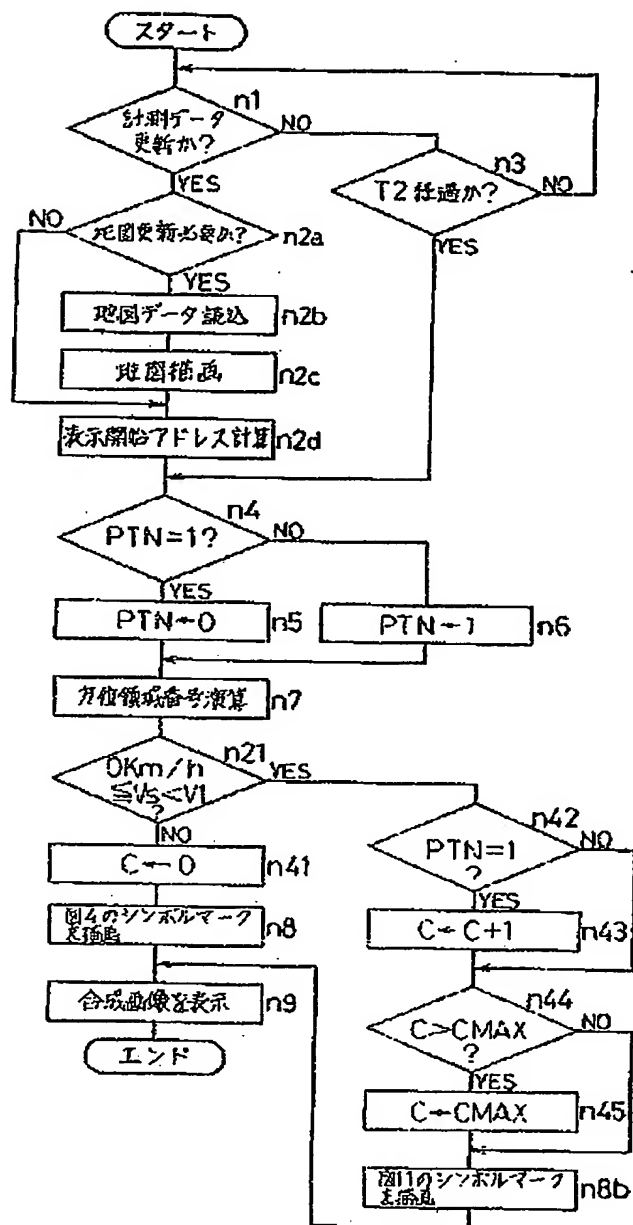 スタート
n1
計測データ
更新か?
NO
n3
T2経過か?
NO
YES
YES
NO
地図更新必要か?
n2a
YES
地図データ読込
n2b
地図描画
n2c
表示開始アドレス計算
n2d
n4
PTN=1?
NO
YES
PTN←0
n5
PTN←1
n6
方位領域番号演算
n7
n21
0Km/h
≦Vs<V1
?
YES
NO
n42
PTN=1
?
NO
YES
C←0
n41
C←C+1
n43
図4のシンボルマーク
を描画
n8
n44
C>CMAX
?
NO
YES
合成画像を表示
n9
エンド
C←CMAX
n45
図11のシンボルマーク
を描画
n8b